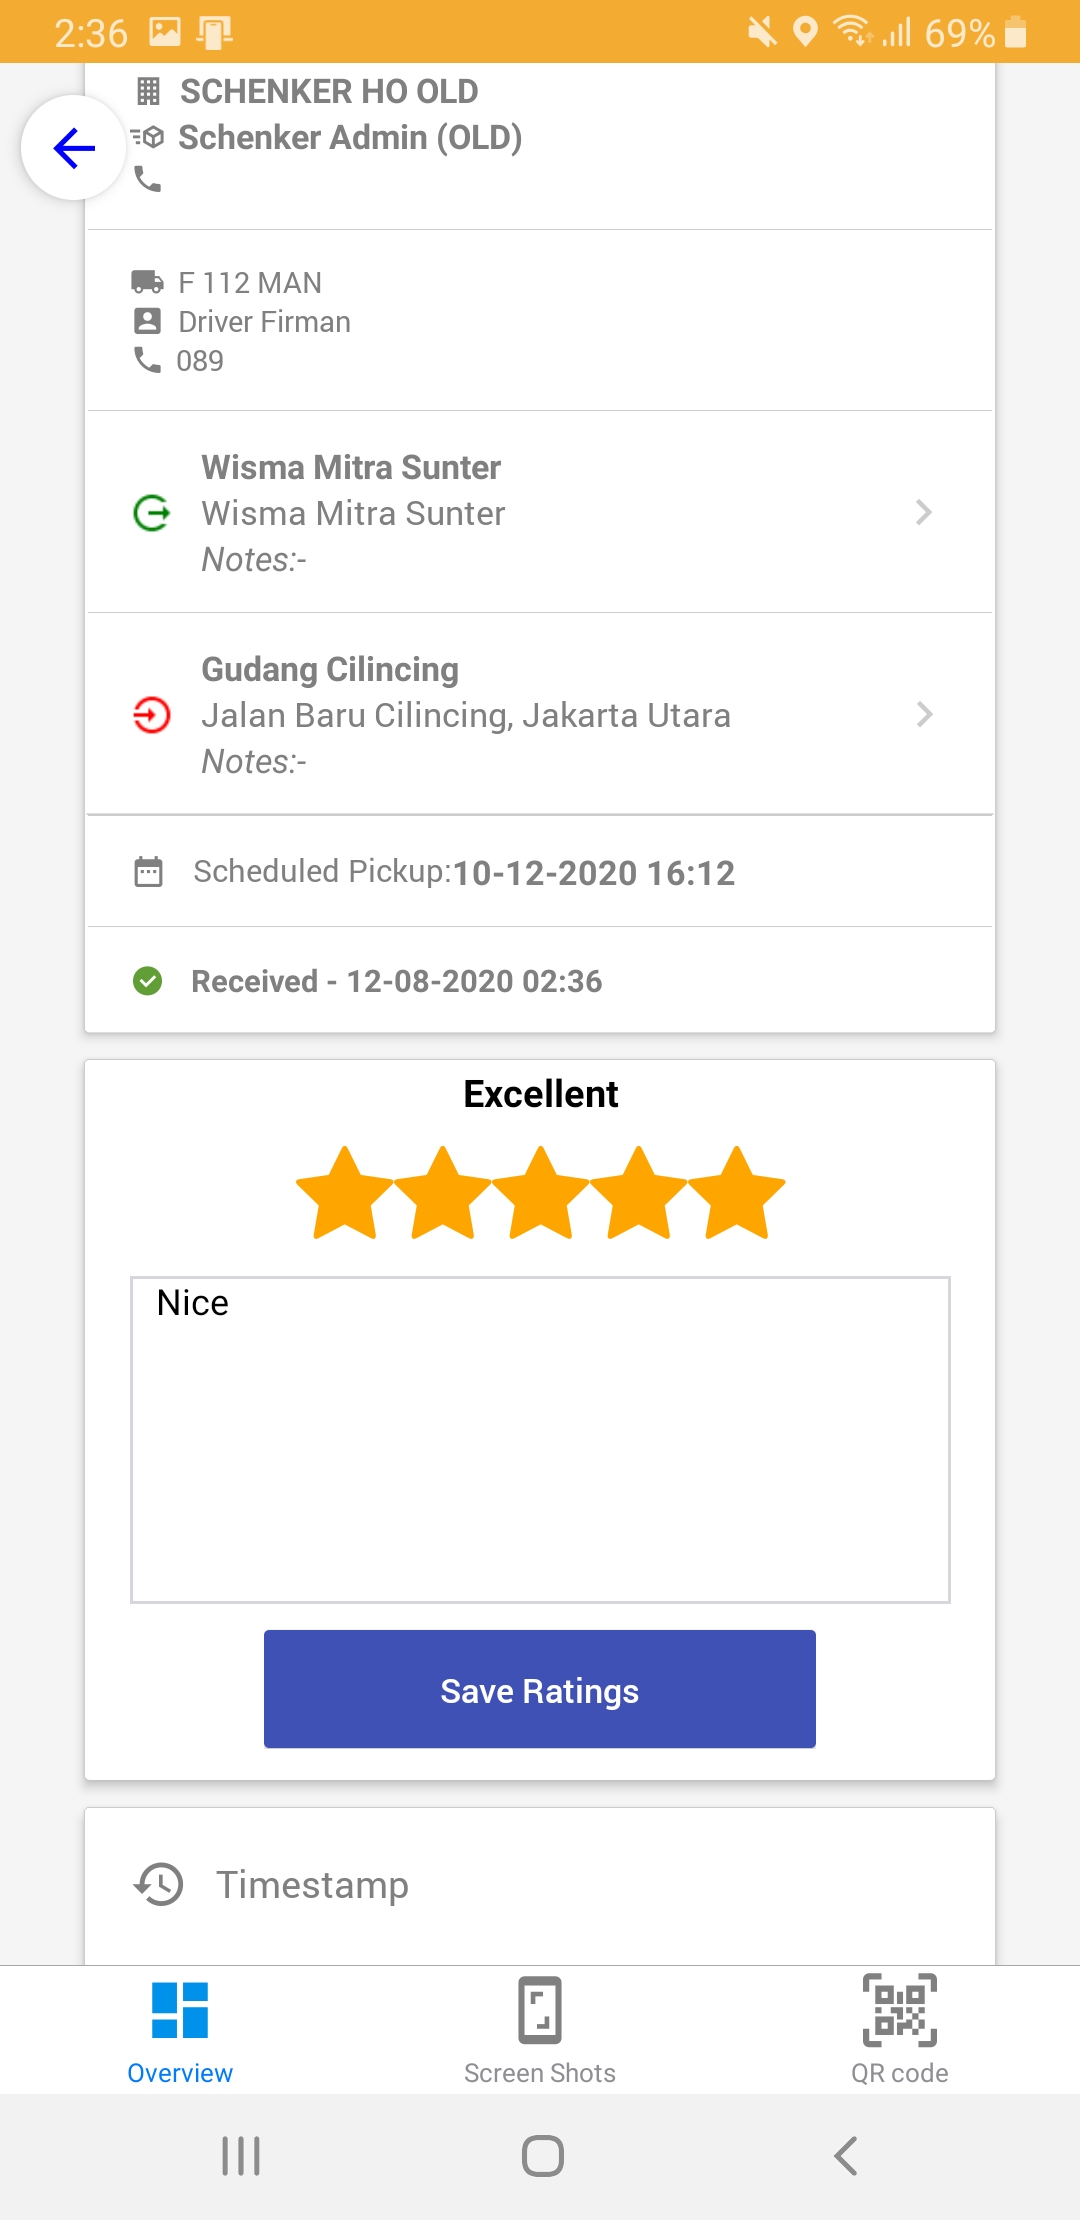 2:36 69%
SCHENKER HO OLD
Schenker Admin (OLD)
F 112 MAN
Driver Firman
089
Wisma Mitra Sunter
Wisma Mitra Sunter
Notes:-
Gudang Cilincing
Jalan Baru Cilincing, Jakarta Utara
Notes:-
Scheduled Pickup:10-12-2020 16:12
Received - 12-08-2020 02:36
Excellent
Nice
Save Ratings
Timestamp
Overview Screen Shots QR code